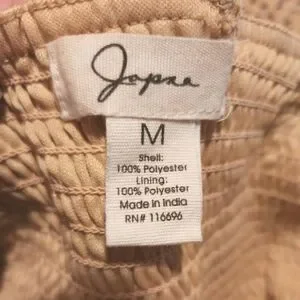 Japna
M
Shell:
100% Polyester
Lining:
100% Polyester
Made in India
RN# 116696